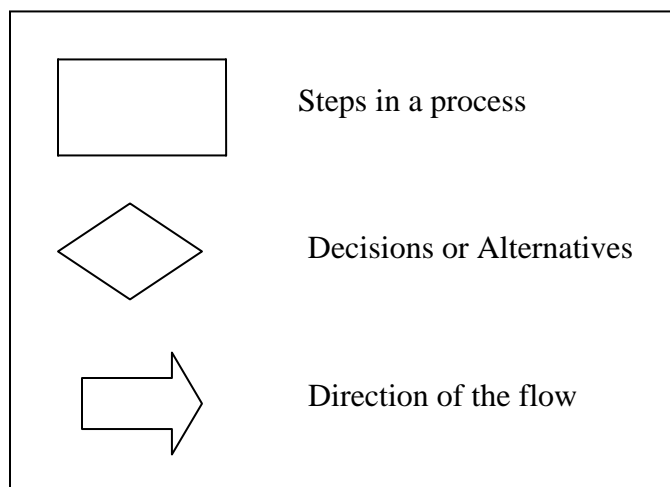 Steps in a process
Decisions or Alternatives
Direction of the flow